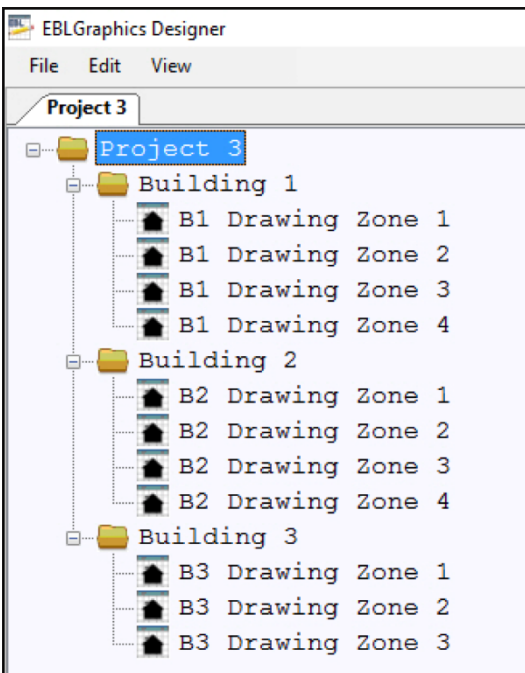 EBLGraphics Designer
File Edit View
Project 3
Project 3
Building 1
B1 Drawing Zone 1
B1 Drawing Zone 2
B1 Drawing Zone 3
B1 Drawing Zone 4
Building 2
B2 Drawing Zone 1
B2 Drawing Zone 2
B2 Drawing Zone 3
B2 Drawing Zone 4
Building 3
B3 Drawing Zone 1
B3 Drawing Zone 2
B3 Drawing Zone 3